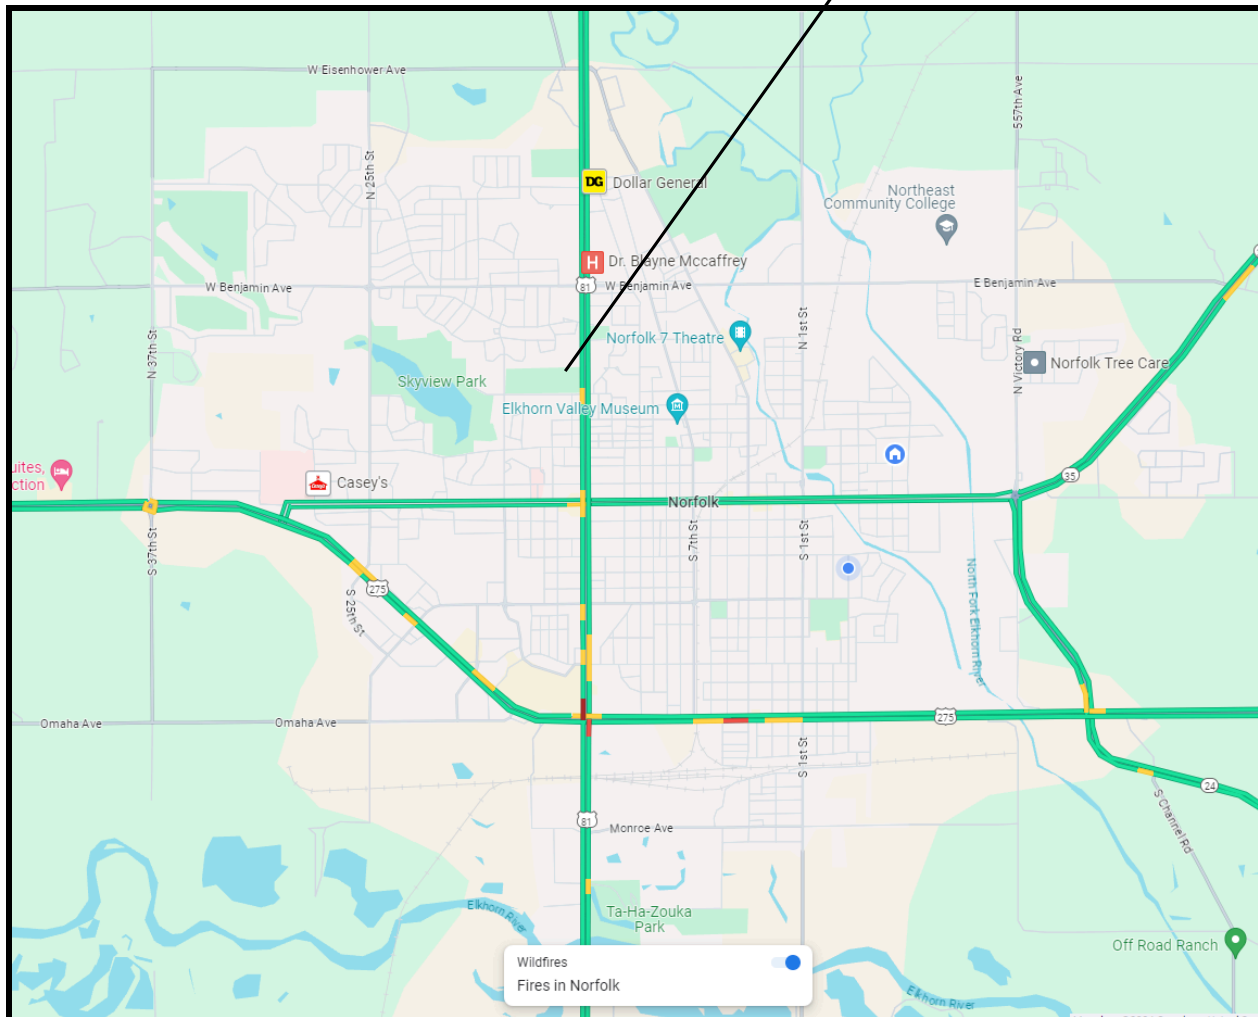 W Eisenhower Ave
557th Ave
N 25th St
DG
Dollar General
Northeast
Community College
H
Dr. Blayne Mccaffrey
81
W Benjamin Ave
W Benjamin Ave
E Benjamin Ave
N 37th St
N 1st St
N Victory Rd
Norfolk 7 Theatre
Norfolk Tree Care
Skyview Park
Elkhorn Valley Museum
uites,
ction
Casey's
35
Norfolk
S 37th St
S 7th St
S 1st St
275
S 25th St
North Fork Elkhorn River
Omaha Ave
Omaha Ave
275
S 1st St
24
81
Monroe Ave
S Channel Rd
Elkhorn River
Ta-Ha-Zouka
Park
Off Road Ranch
Wildfires
Fires in Norfolk
Elkhorn River